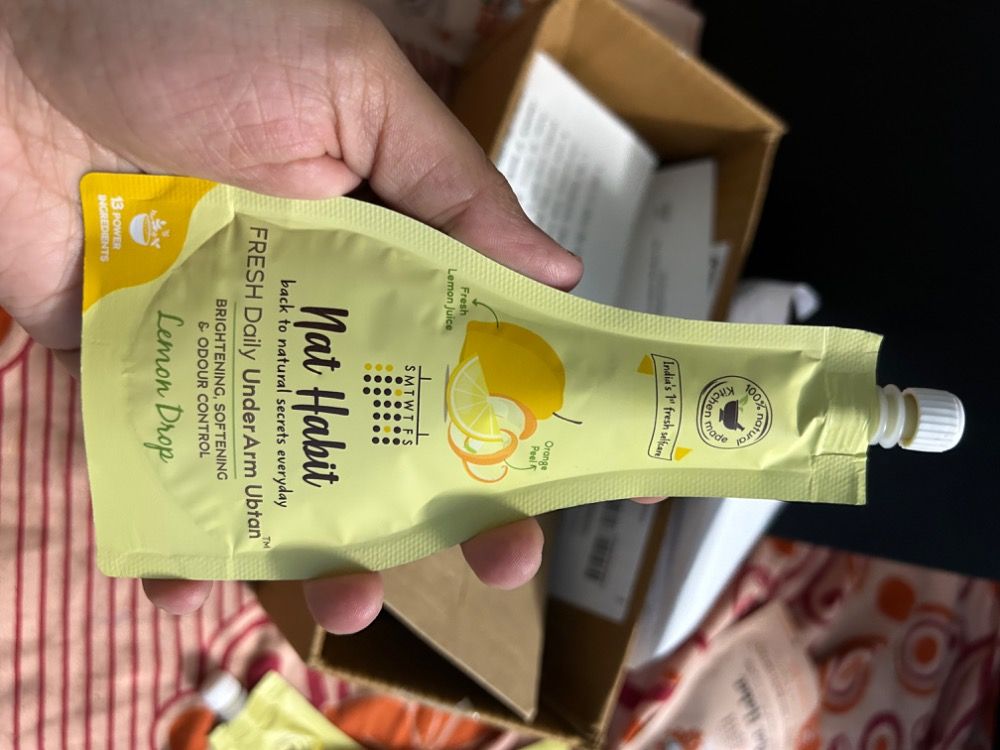 100% natural
Kitchen made
India's 1st fresh selfcare
Orange
Peel
Fresh
Lemon Juice
S M T W T F S
Nat Habit
back to natural secrets everyday
FRESH Daily UnderArm Ubtan™
BRIGHTENING, SOFTENING
& ODOUR CONTROL
Lemon Drop
13 POWER
INGREDIENTS